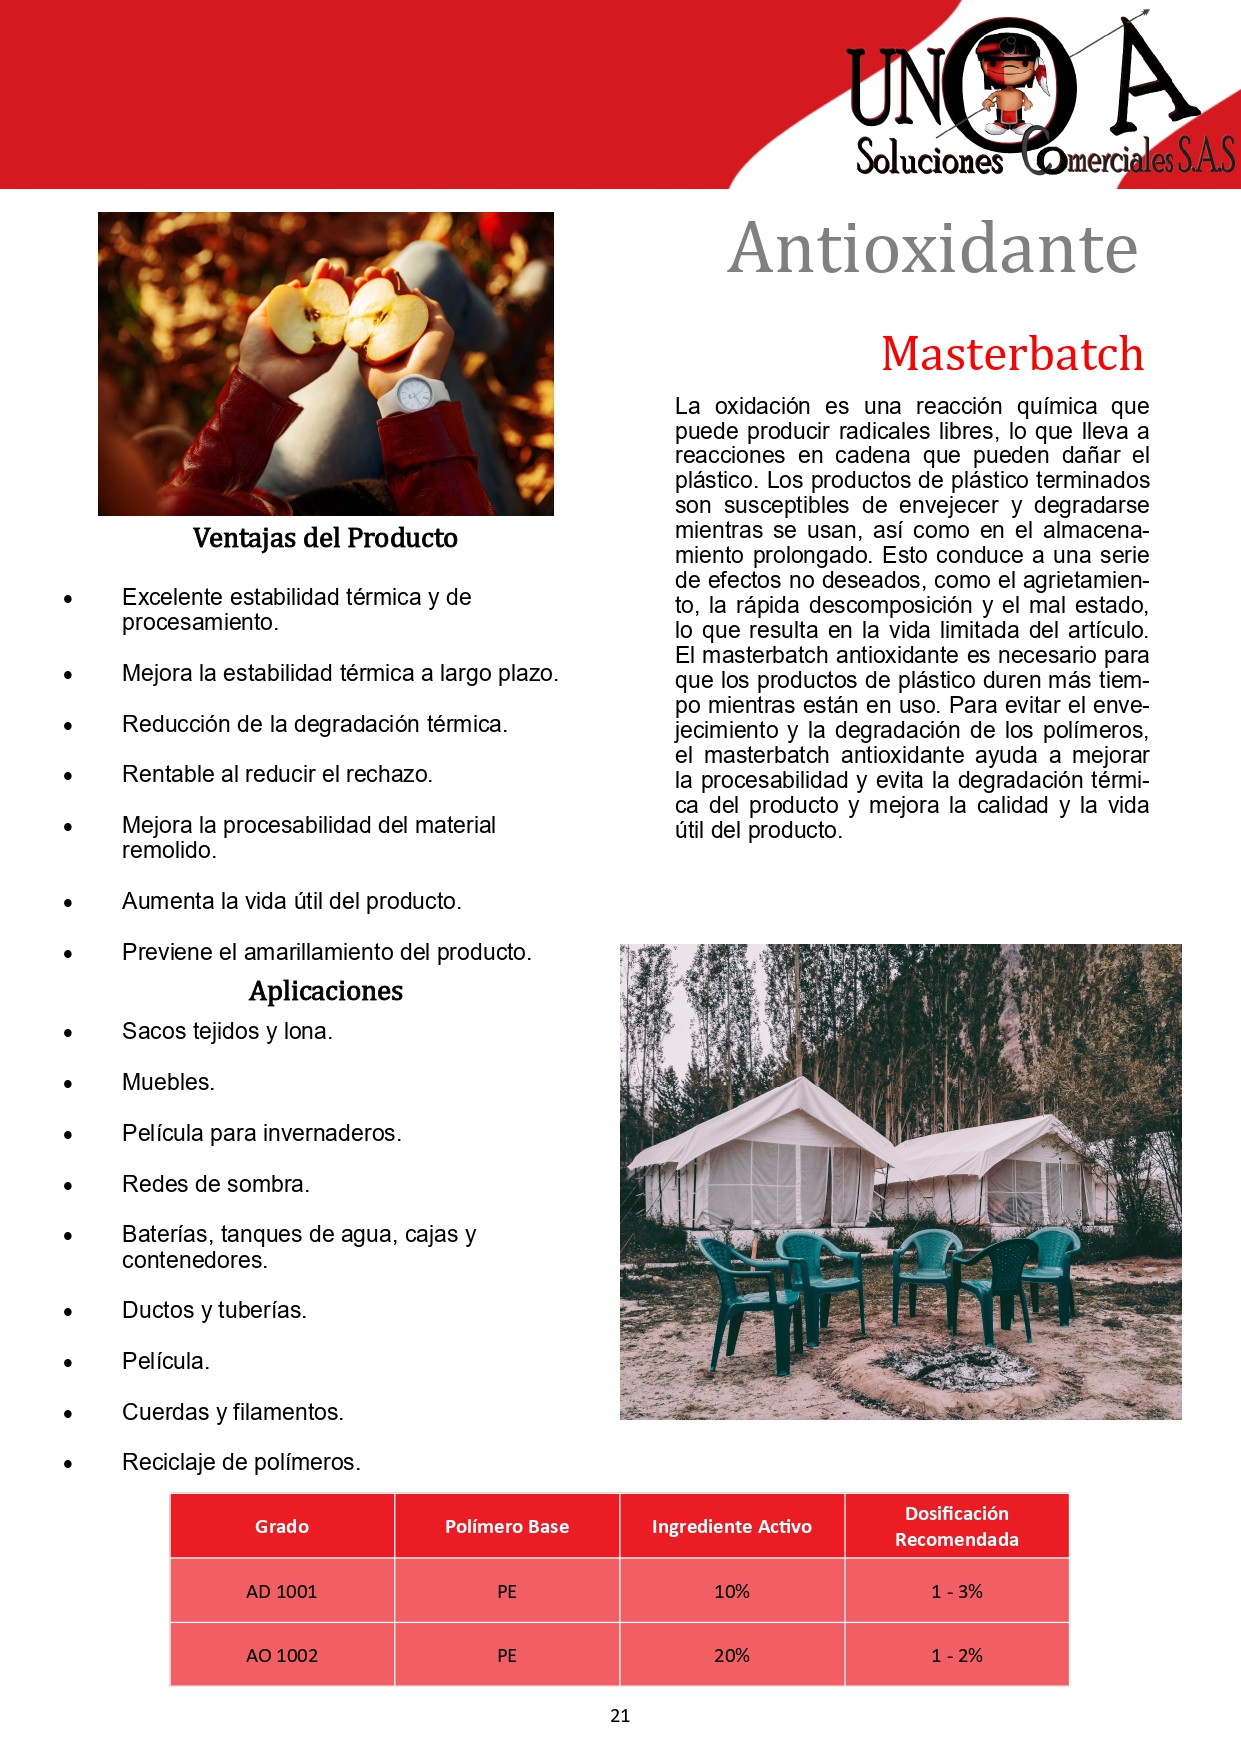 UNOA
Soluciones Comerciales S.A.S
Antioxidante
Masterbatch
La oxidación es una reacción química que
puede producir radicales libres, lo que lleva a
reacciones en cadena que pueden dañar el
plástico. Los productos de plástico terminados
son susceptibles de envejecer y degradarse
mientras se usan, así como en el almacena-
miento prolongado. Esto conduce a una serie
de efectos no deseados, como el agrietamien-
to, la rápida descomposición y el mal estado,
lo que resulta en la vida limitada del artículo.
El masterbatch antioxidante es necesario para
que los productos de plástico duren más tiem-
po mientras están en uso. Para evitar el enve-
jecimiento y la degradación de los polímeros,
el masterbatch antioxidante ayuda a mejorar
la procesabilidad y evita la degradación térmi-
ca del producto y mejora la calidad y la vida
útil del producto.
Ventajas del Producto
• Excelente estabilidad térmica y de
procesamiento.
• Mejora la estabilidad térmica a largo plazo.
• Reducción de la degradación térmica.
• Rentable al reducir el rechazo.
• Mejora la procesabilidad del material
remolido.
• Aumenta la vida útil del producto.
• Previene el amarillamiento del producto.
Aplicaciones
• Sacos tejidos y lona.
• Muebles.
• Película para invernaderos.
• Redes de sombra.
• Baterías, tanques de agua, cajas y
contenedores.
• Ductos y tuberías.
• Película.
• Cuerdas y filamentos.
• Reciclaje de polímeros.
Grado Polímero Base Ingrediente Activo Dosificación
Recomendada
AD 1001 PE 10% 1 - 3%
AO 1002 PE 20% 1 - 2%
21